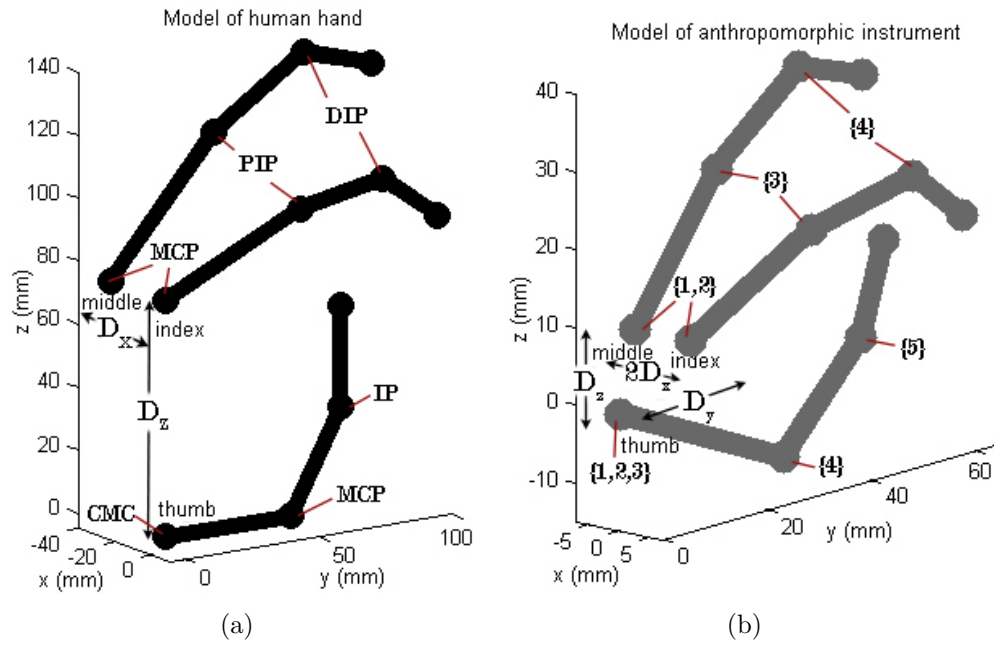 Model of human hand
140
120
100
80
60
40
20
0
z (mm)
-40
-20
0
x (mm)
0
50
100
y (mm)
DIP
PIP
MCP
middle
index
Dx
Dz
IP
MCP
CMC
thumb
(a)
Model of anthropomorphic instrument
40
30
20
10
0
-10
z (mm)
-5
0
5
x (mm)
0
20
40
60
y (mm)
{4}
{3}
{1,2}
middle
index
Dz
2Dx
Dy
{5}
thumb
{1,2,3}
{4}
(b)